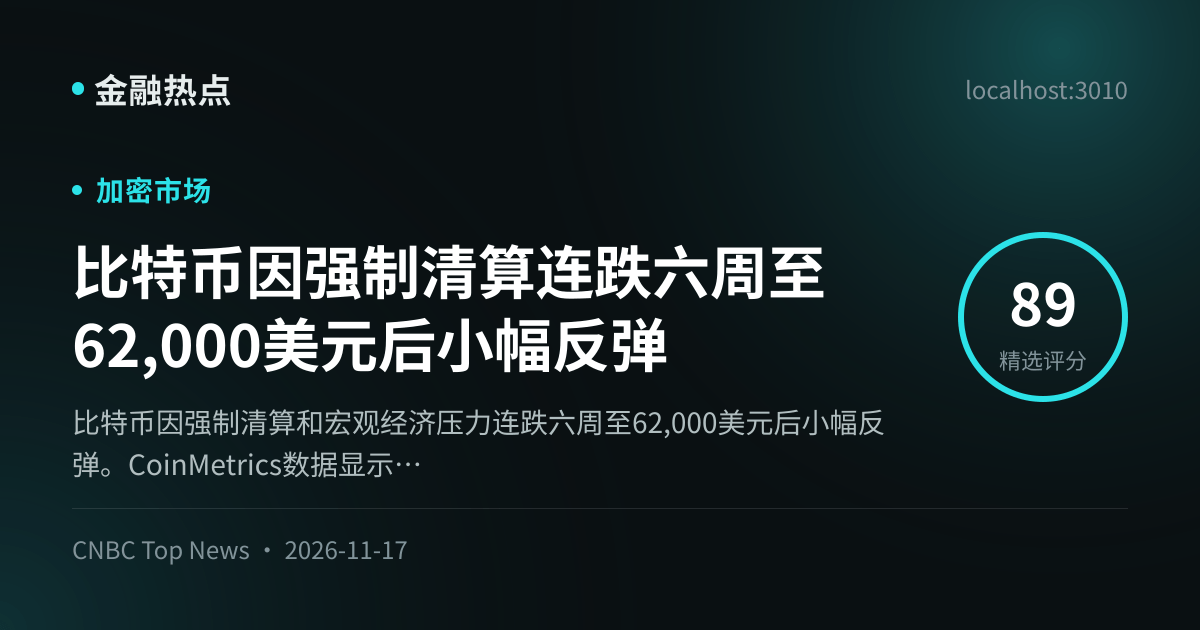 金融热点
localhost:3010
加密市场
比特币因强制清算连跌六周至
62,000美元后小幅反弹
89
精选评分
比特币因强制清算和宏观经济压力连跌六周至62,000美元后小幅反
弹。CoinMetrics数据显示…
CNBC Top News · 2026-11-17